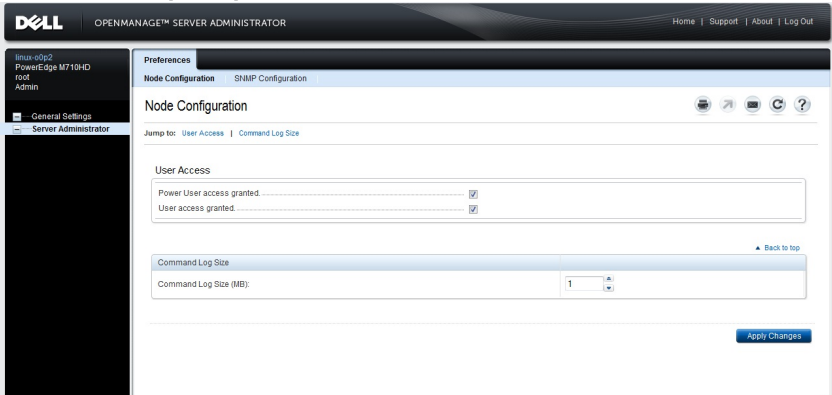 DELL OPENMANAGE™ SERVER ADMINISTRATOR Home | Support | About | Log Out
linux-o0p2
PowerEdge M710HD
root
Admin
General Settings
Server Administrator
Preferences
Node Configuration SNMP Configuration
Node Configuration
Jump to: User Access | Command Log Size
User Access
Power User access granted
User access granted
Back to top
Command Log Size
Command Log Size (MB): 1
Apply Changes